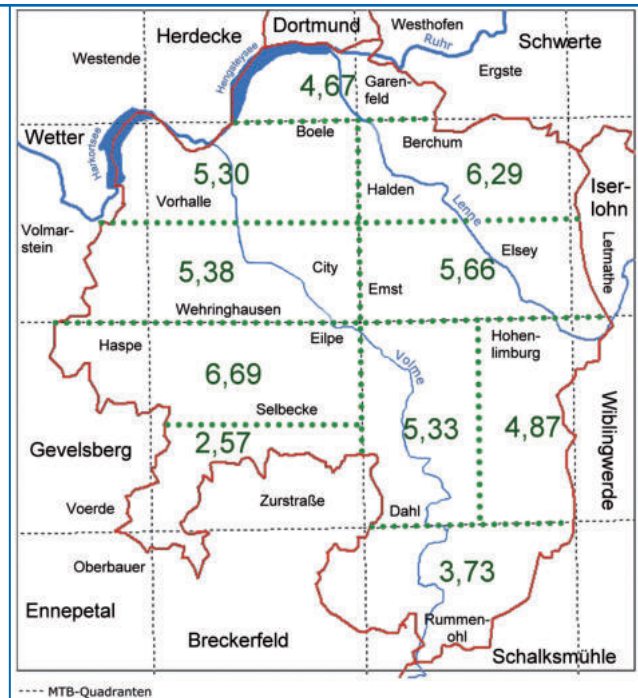 Herdecke
Dortmund
Westhofen
Schwerte
Westende
Ruhr
Hengsteysee
4,67
Garen-
feld
Ergste
Wetter
Harkortsee
Boele
Berchum
5,30
6,29
Iser-
lohn
Vorhalle
Halden
Lenne
Volmar-
stein
Letmathe
5,38
City
Elsey
5,66
Emst
Wehringhausen
Haspe
Eilpe
Volme
Hohen-
limburg
6,69
Selbecke
5,33
4,87
Wiblingwerde
Gevelsberg
2,57
Zurstraße
Voerde
Dahl
Oberbauer
3,73
Ennepetal
Rummen-
ohl
Breckerfeld
Schalksmühle
---- MTB-Quadranten